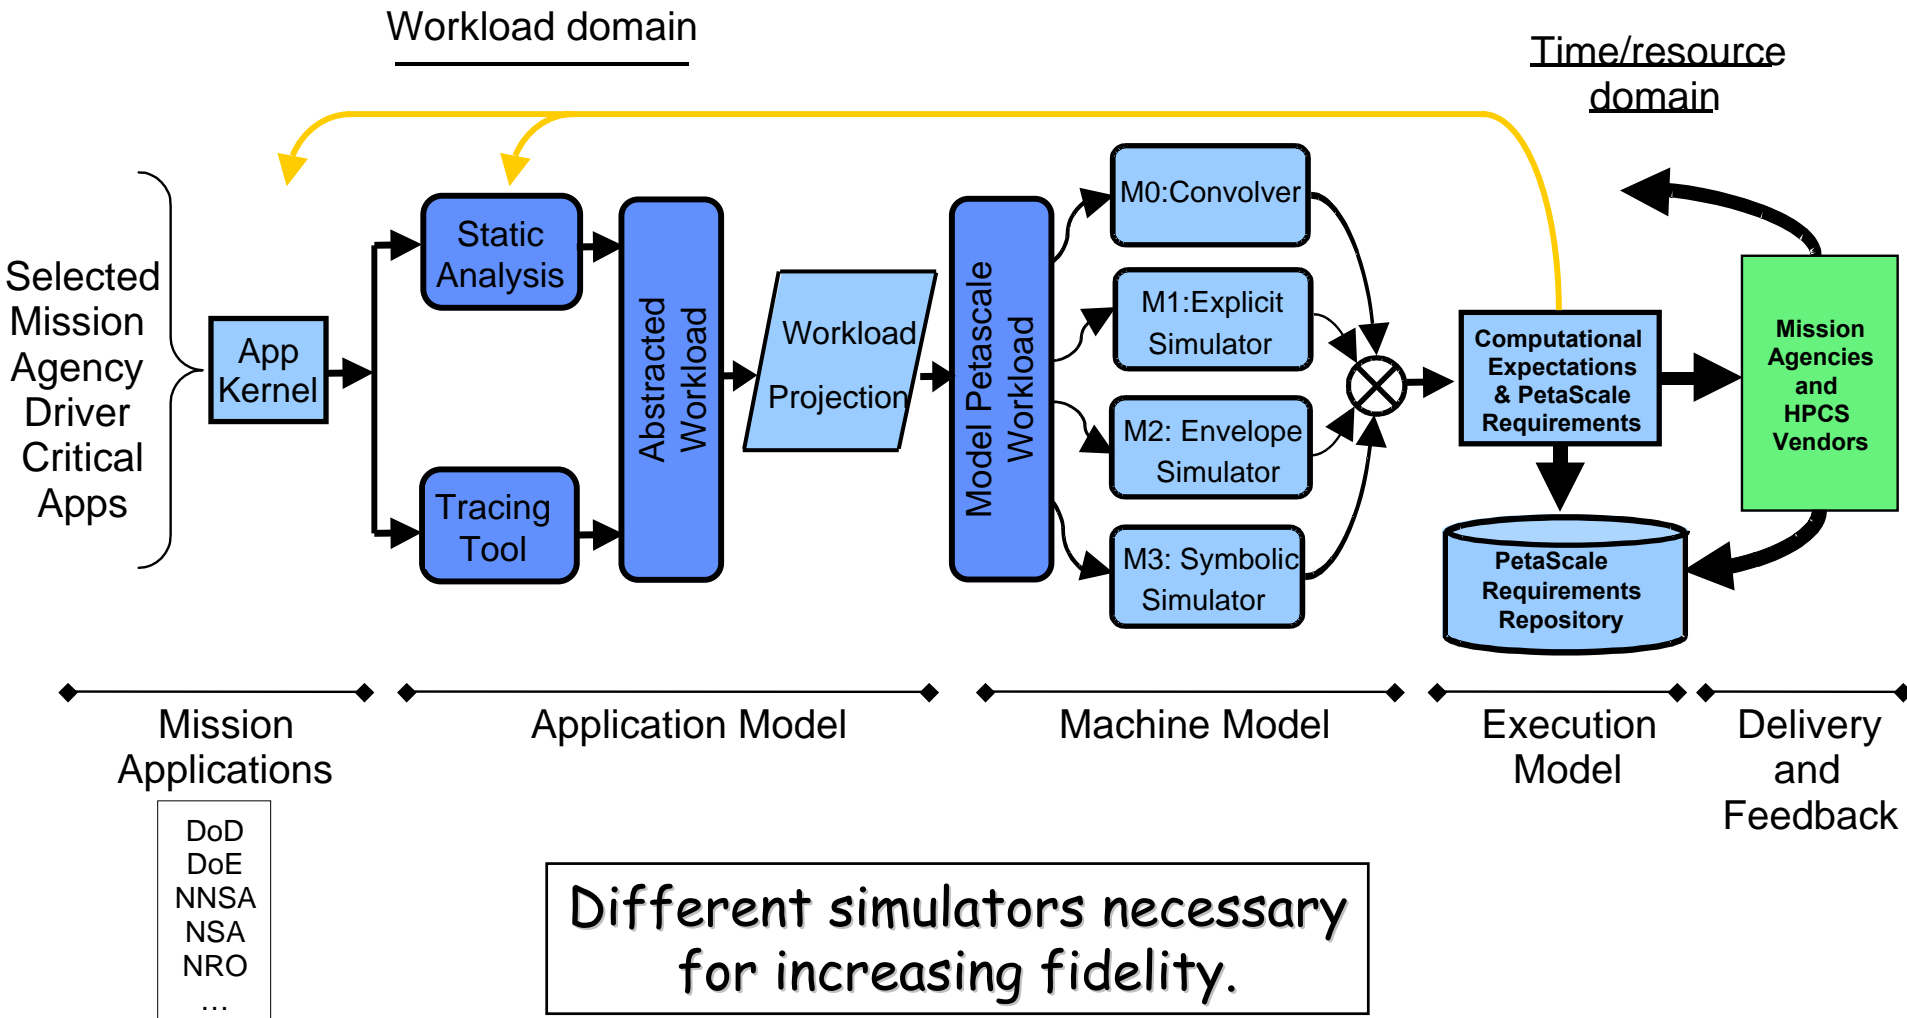 Workload domain
Time/resource
domain
Selected
Mission
Agency
Driver
Critical
Apps
App
Kernel
Static
Analysis
Tracing
Tool
Abstracted
Workload
Workload
Projection
Model Petascale
Workload
M0:Convolver
M1:Explicit
Simulator
M2: Envelope
Simulator
M3: Symbolic
Simulator
Computational
Expectations
& PetaScale
Requirements
PetaScale
Requirements
Repository
Mission
Agencies
and
HPCS
Vendors
Mission
Applications
Application Model
Machine Model
Execution
Model
Delivery
and
Feedback
DoD
DoE
NNSA
NSA
NRO
...
Different simulators necessary
for increasing fidelity.